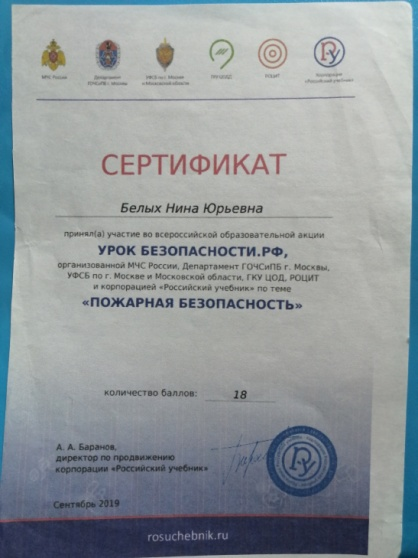 МЧС России
Департамент ГОЧСиПБ г. Москвы
УФСБ по г. Москве и Московской области
ГКУ ЦОДД
РОЦИТ
Корпорация «Российский учебник»
СЕРТИФИКАТ
Белых Нина Юрьевна
принял(а) участие во всероссийской образовательной акции
УРОК БЕЗОПАСНОСТИ.РФ,
организованной МЧС России, Департамент ГОЧСиПБ г. Москвы,
УФСБ по г. Москве и Московской области, ГКУ ЦОД, РОЦИТ
и корпорацией «Российский учебник» по теме
«ПОЖАРНАЯ БЕЗОПАСНОСТЬ»
количество баллов: 18
А. А. Баранов,
директор по продвижению
корпорации «Российский учебник»
Сентябрь 2019
rosuchebnik.ru